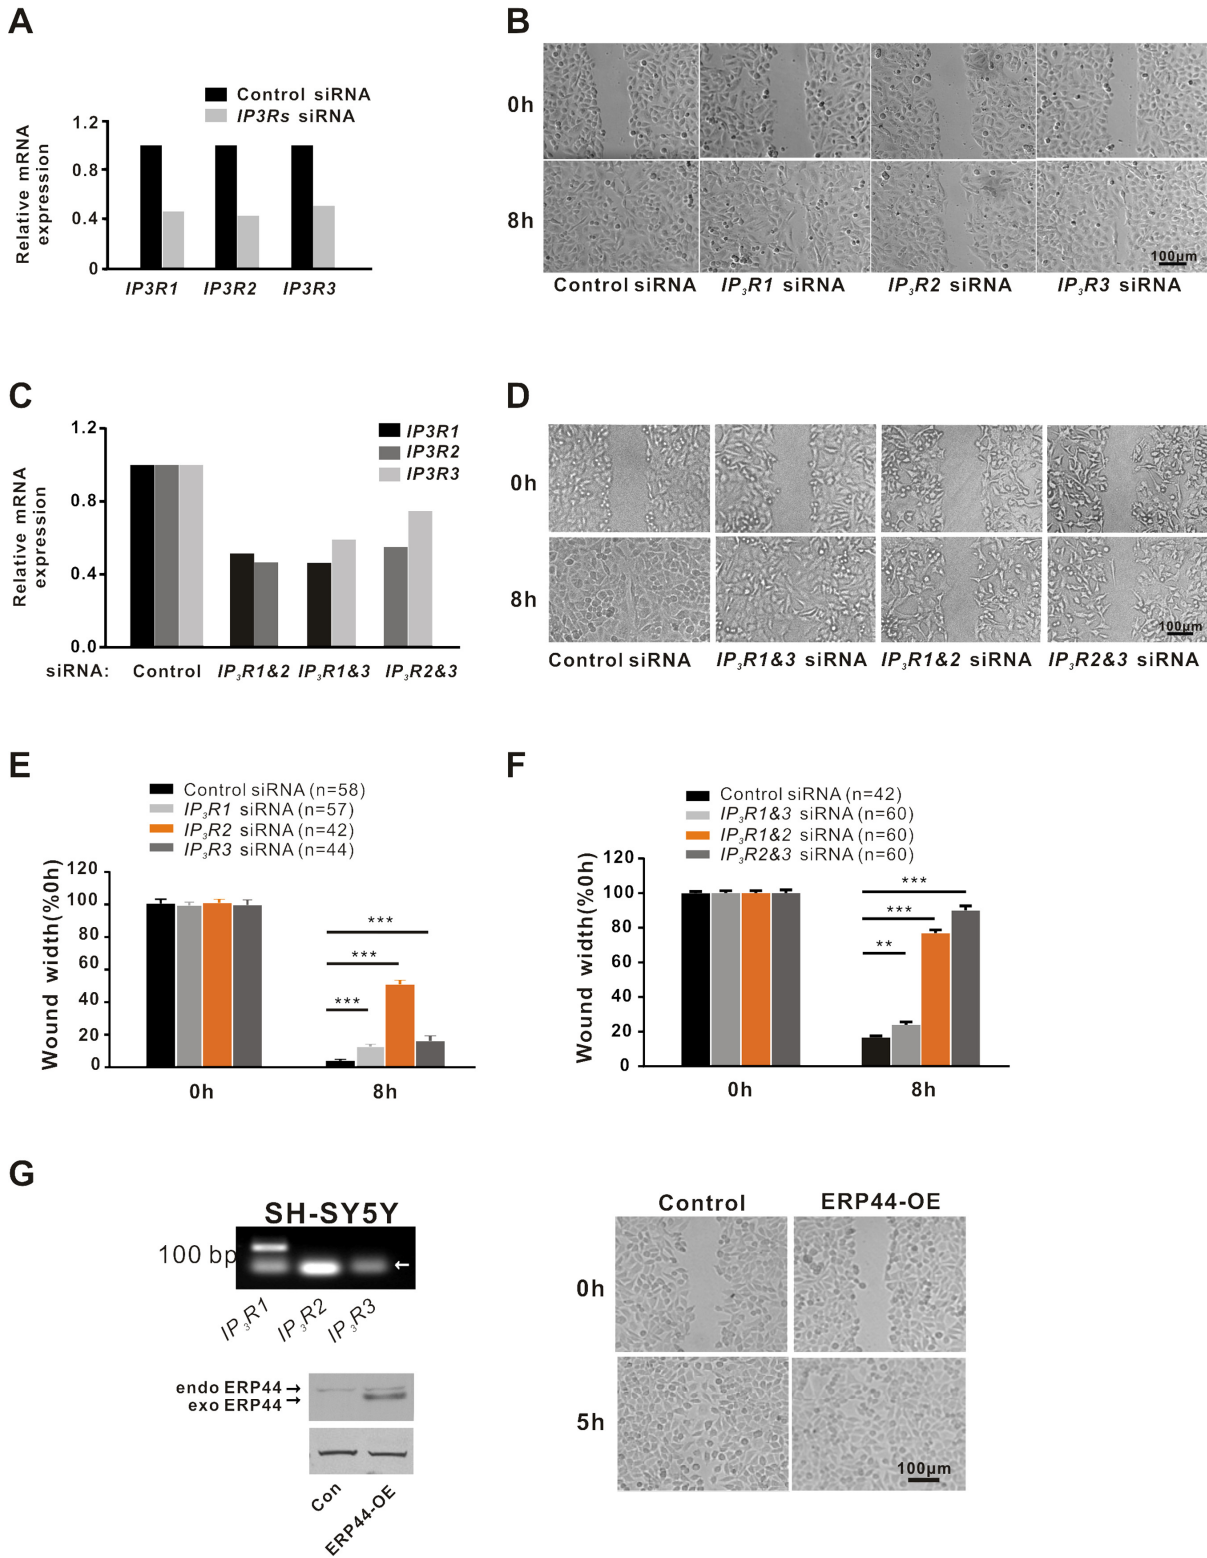 A
Control siRNA
IP3Rs siRNA
Relative mRNA
expression
1.2
0.8
0.4
0
IP3R1 IP3R2 IP3R3
B
0h
8h
100µm
Control siRNA IP₃R1 siRNA IP₃R2 siRNA IP₃R3 siRNA
C
IP3R1
IP3R2
IP3R3
Relative mRNA
expression
1.2
0.8
0.4
0.0
siRNA: Control IP₃R1&2 IP₃R1&3 IP₃R2&3
D
0h
8h
100µm
Control siRNA IP₃R1&3 siRNA IP₃R1&2 siRNA IP₃R2&3 siRNA
E
Control siRNA (n=58)
IP₃R1 siRNA (n=57)
IP₃R2 siRNA (n=42)
IP₃R3 siRNA (n=44)
Wound width(%0h)
120
100
80
60
40
20
0
***
***
***
0h 8h
F
Control siRNA (n=42)
IP₃R1&3 siRNA (n=60)
IP₃R1&2 siRNA (n=60)
IP₃R2&3 siRNA (n=60)
Wound width(%0h)
120
100
80
60
40
20
0
***
***
**
0h 8h
G
SH-SY5Y
100 bp
←
IP₃R1 IP₃R2 IP₃R3
endo ERP44 →
exo ERP44 →
Con ERP44-OE
Control ERP44-OE
0h
5h
100µm